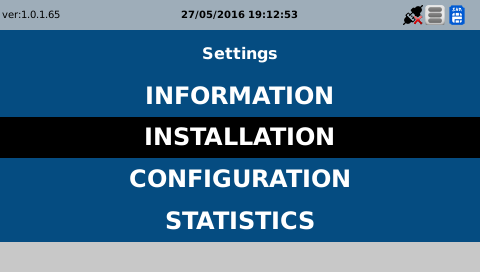 ver:1.0.1.65 27/05/2016 19:12:53
Settings
INFORMATION
INSTALLATION
CONFIGURATION
STATISTICS